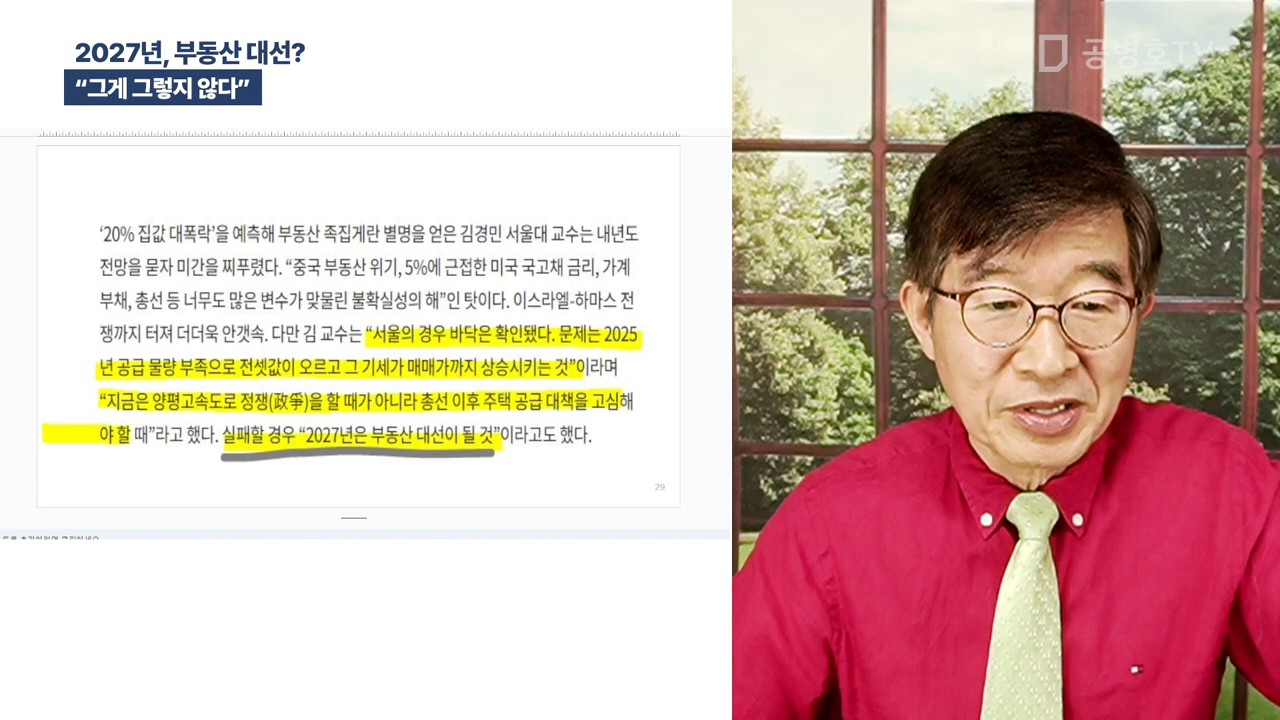 2027년, 부동산 대선?
“그게 그렇지 않다”
공병호TV
‘20% 집값 대폭락’을 예측해 부동산 족집게란 별명을 얻은 김경민 서울대 교수는 내년도
전망을 묻자 미간을 찌푸렸다. “중국 부동산 위기, 5%에 근접한 미국 국고채 금리, 가계
부채, 총선 등 너무도 많은 변수가 맞물린 불확실성의 해”인 탓이다. 이스라엘-하마스 전
쟁까지 터져 더더욱 안갯속. 다만 김 교수는 “서울의 경우 바닥은 확인됐다. 문제는 2025
년 공급 물량 부족으로 전셋값이 오르고 그 기세가 매매가까지 상승시키는 것”이라며
“지금은 양평고속도로 정쟁(政爭)을 할 때가 아니라 총선 이후 주택 공급 대책을 고심해
야 할 때”라고 했다. 실패할 경우 “2027년은 부동산 대선이 될 것”이라고도 했다.
29